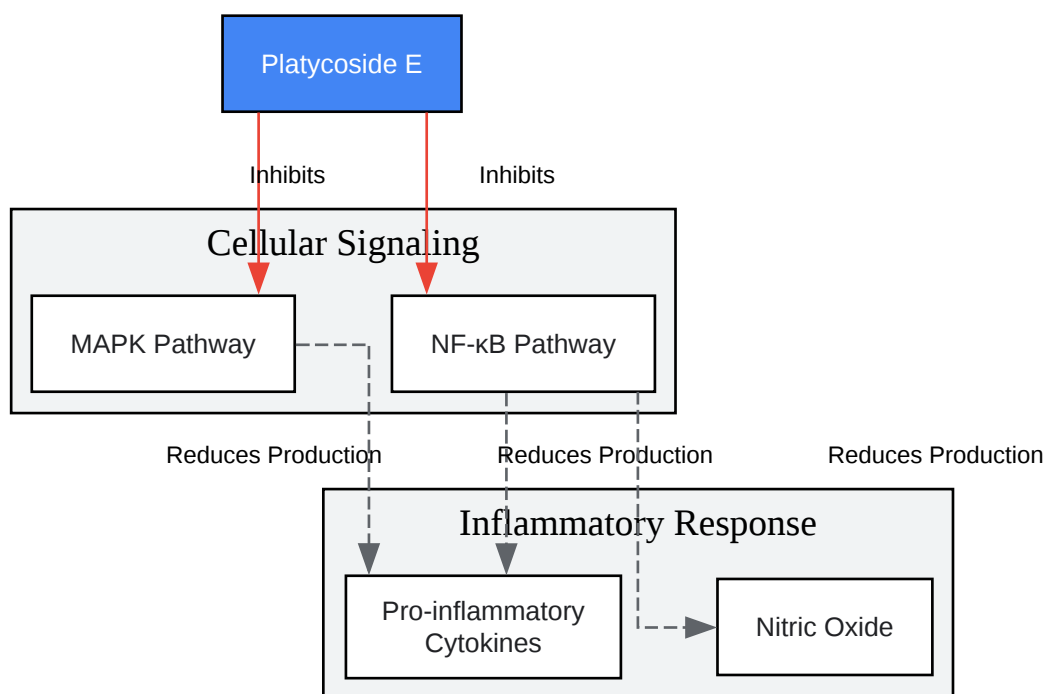 Platycoside E
Inhibits
Inhibits
Cellular Signaling
MAPK Pathway
NF-κB Pathway
Reduces Production
Reduces Production
Reduces Production
Inflammatory Response
Pro-inflammatory
Cytokines
Nitric Oxide